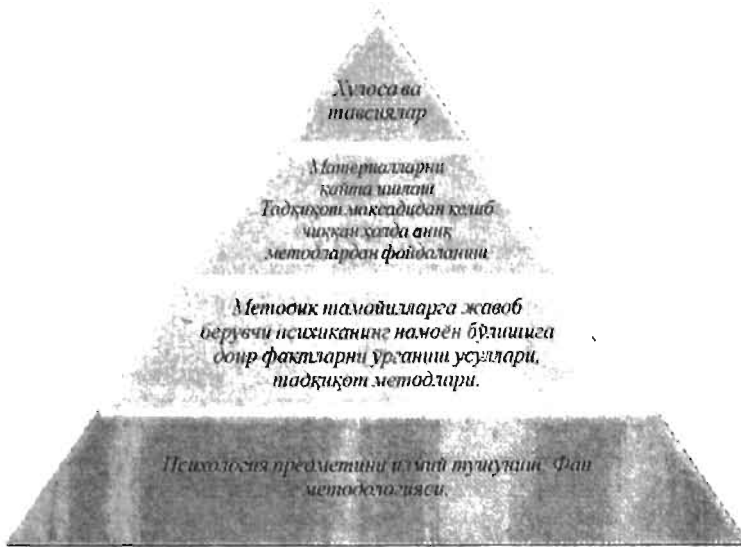 Хулоса ва
тавсиялар
Материалларни
қайта ишлаш
Тадқиқот мақсадидан келиб
чиққан ҳолда аниқ
методлардан фойдаланиш
Методик тамойилларга жавоб
берувчи психиканинг намоён бўлишига
доир фактларни ўрганиш усуллари,
тадқиқот методлари.
Психология предметини илмий тушуниш. Фан
методологияси.